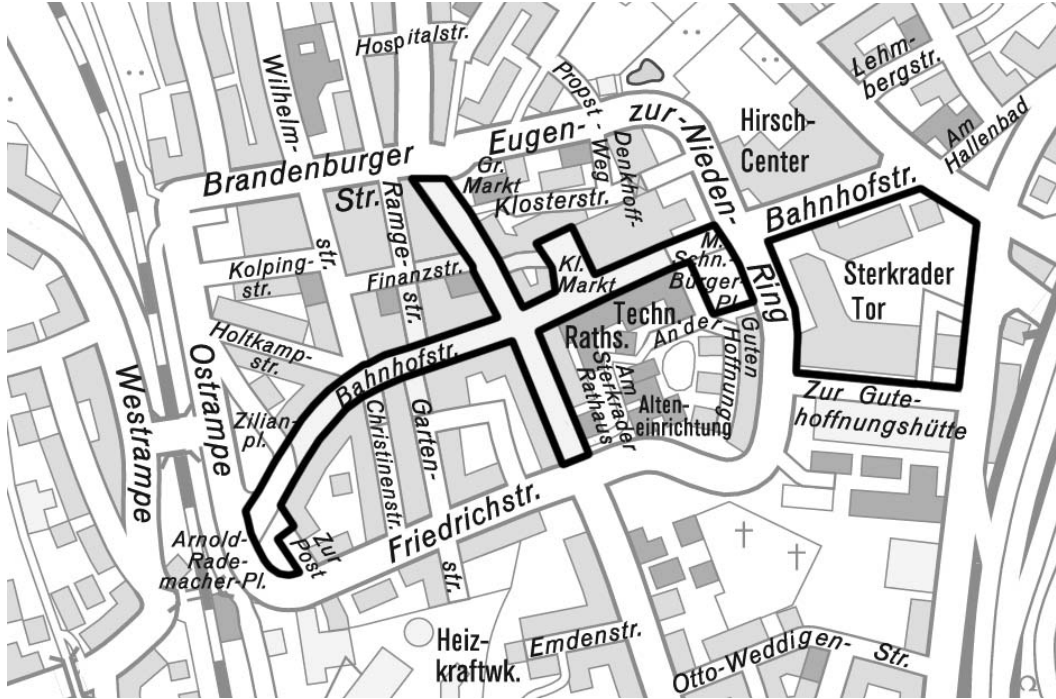 Hospitalstr.
Wilhelm-
str.
Lehm-
bergstr.
Am
Hallenbad
Propst-
Weg
Eugen-
zur-Nieden-
Ring
Hirsch-
Center
Denkhoff-
Brandenburger
Str.
Gr.
Markt
Klosterstr.
Ramge-
str.
Bahnhofstr.
Kolping-
str.
Finanzstr.
Kl.
Markt
M.
Schn.-
Bürger-
Pl.
Sterkrader
Tor
Techn.
Raths.
An der
Guten
Hoffnung
Holtkamp-
str.
Bahnhofstr.
Ostrampe
Westrampe
Am
Sterkrader
Rathaus
Alten-
einrichtung
Zur Gute-
hoffnungshütte
Zilian-
pl.
Christinenstr.
Garten-
str.
Friedrichstr.
Arnold-
Rade-
macher-Pl.
Zur
Post
Heiz-
kraftwk.
Emdenstr.
Otto-Weddigen-
Str.